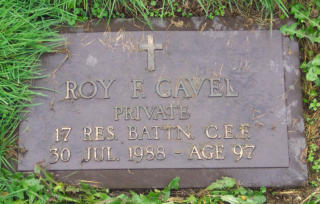 ROY F. GAVEL
PRIVATE
17 RES. BATTN. C.E.F.
30 JUL. 1988 - AGE 97